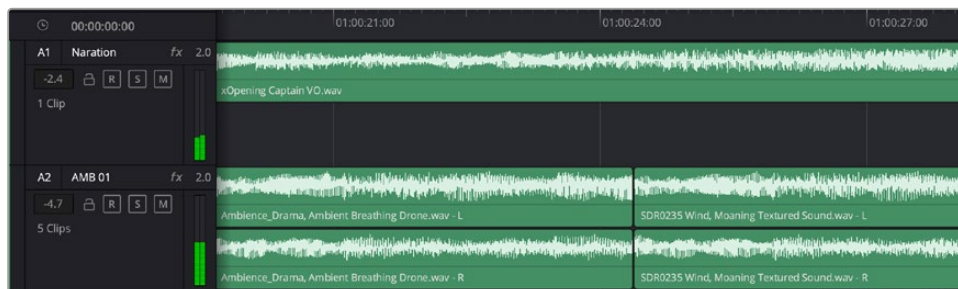 00:00:00:00
01:00:21:00 01:00:24:00 01:00:27:00
A1 Naration fx 2.0
-2.4 R S M
1 Clip
xOpening Captain VO.wav
A2 AMB 01 fx 2.0
-4.7 R S M
5 Clips
Ambience_Drama, Ambient Breathing Drone.wav - L
SDR0235 Wind, Moaning Textured Sound.wav - L
Ambience_Drama, Ambient Breathing Drone.wav - R
SDR0235 Wind, Moaning Textured Sound.wav - R